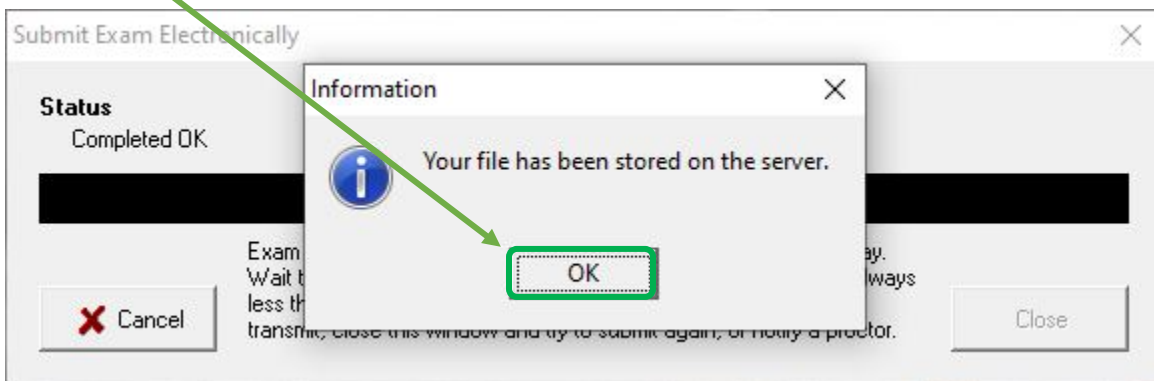 Submit Exam Electronically
Information
Status
Completed OK
Your file has been stored on the server.
OK
Exam
ay.
Wait
lways
less
transmit, close this window and try to submit again, or notify a proctor.
Cancel
Close